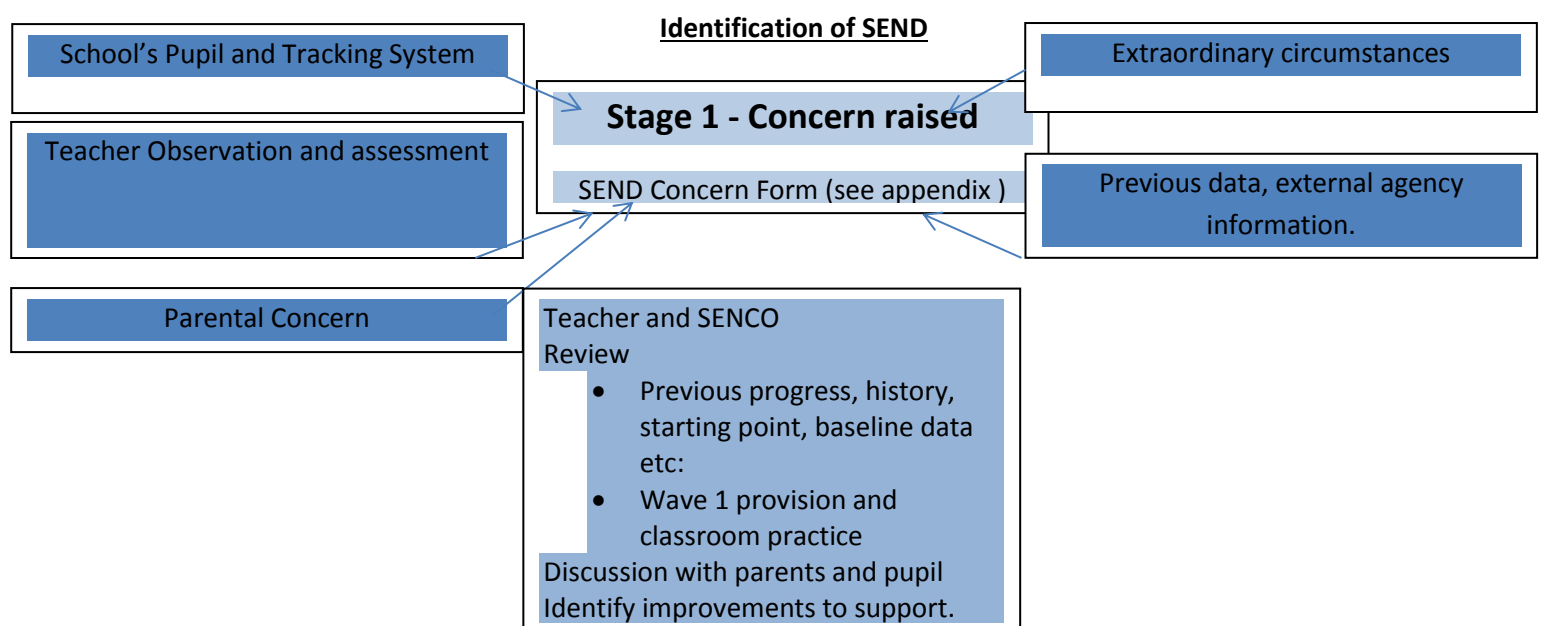 Identification of SEND
School’s Pupil and Tracking System
Extraordinary circumstances
Stage 1 - Concern raised
Teacher Observation and assessment
SEND Concern Form (see appendix )
Previous data, external agency
information.
Parental Concern
Teacher and SENCO
Review
• Previous progress, history,
starting point, baseline data
etc:
• Wave 1 provision and
classroom practice
Discussion with parents and pupil
Identify improvements to support.